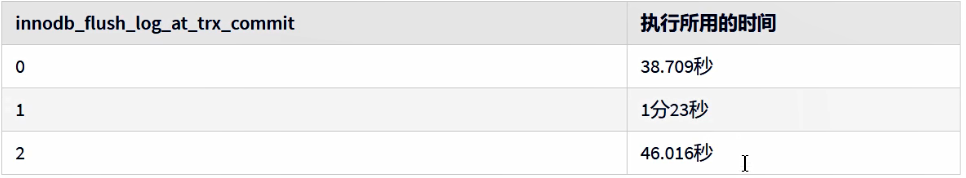 innodb_flush_log_at_trx_commit 执行所用的时间
0 38.709秒
1 1分23秒
2 46.016秒